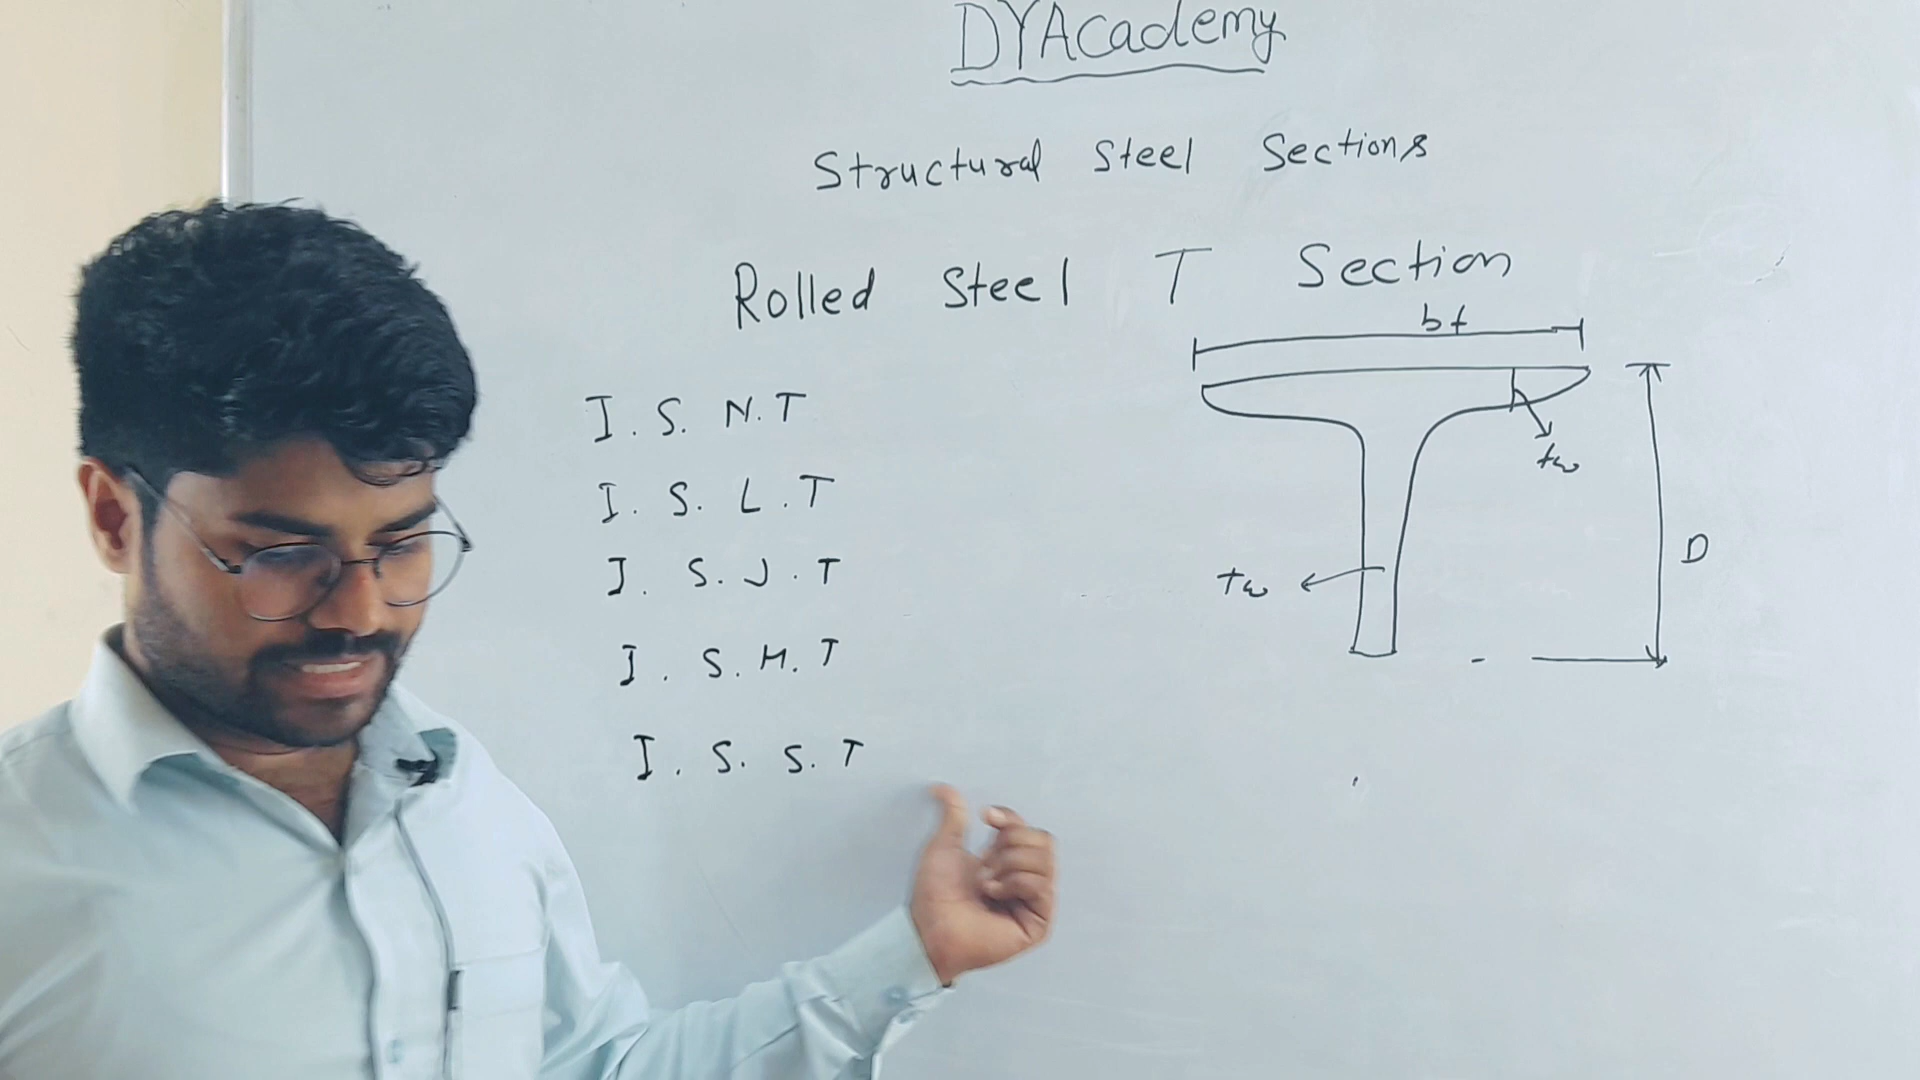 DYAcademy
Structural Steel Sections
Rolled Steel T Section
bf
I. S. N. T
tw
I. S. L. T
I. S. J. T
D
tw
I. S. M. T
I. S. S. T